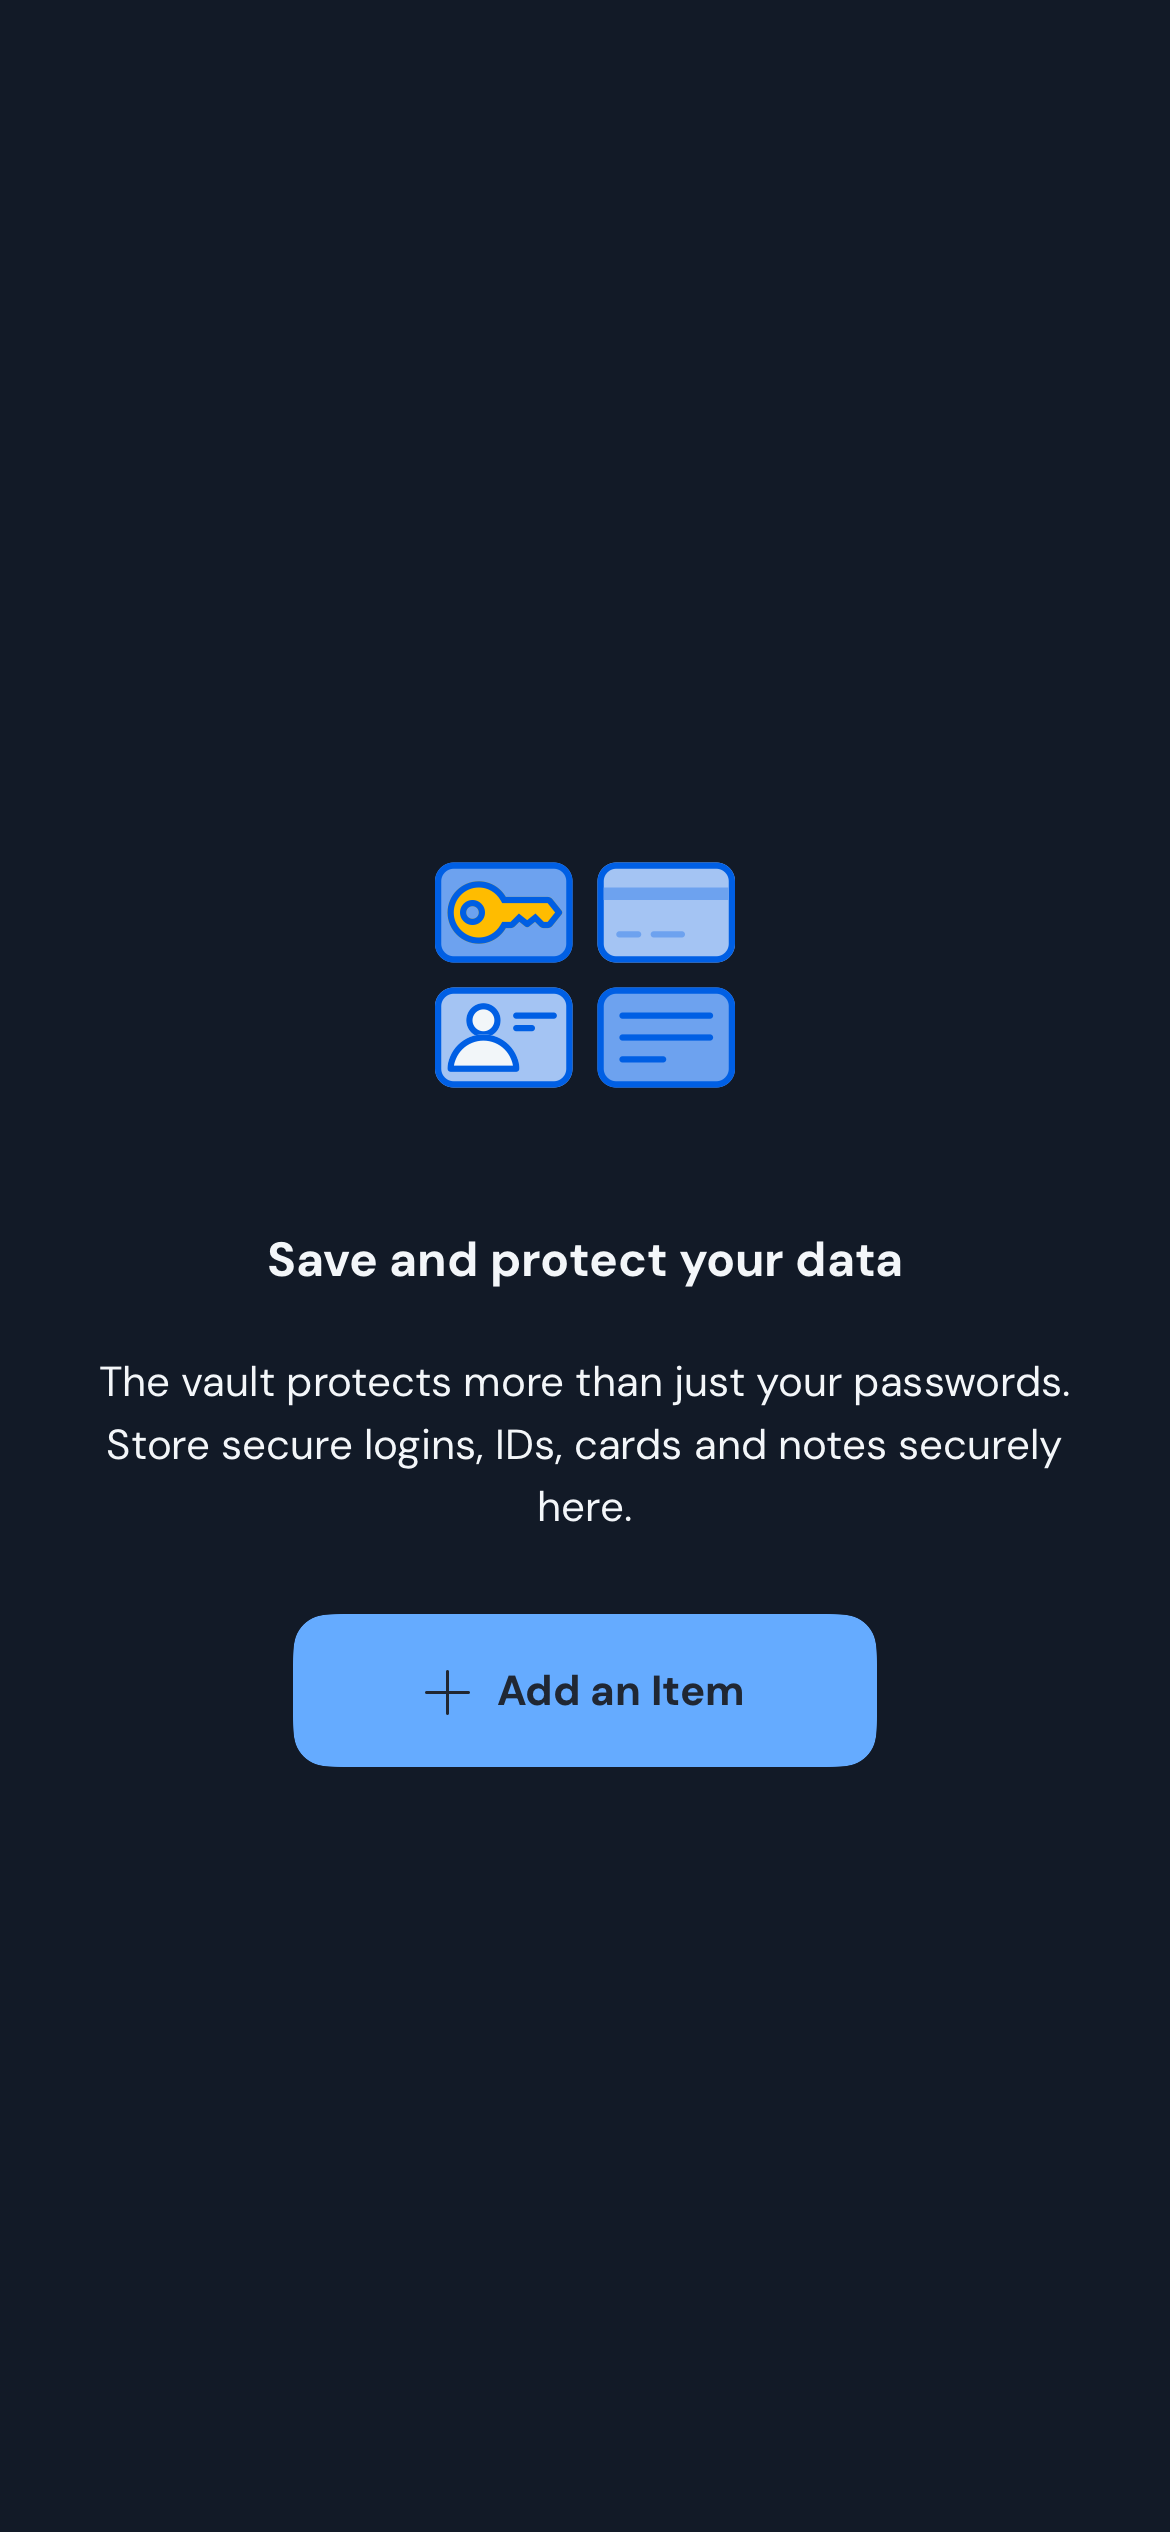 Save and protect your data
The vault protects more than just your passwords.
Store secure logins, IDs, cards and notes securely
here.
Add an Item